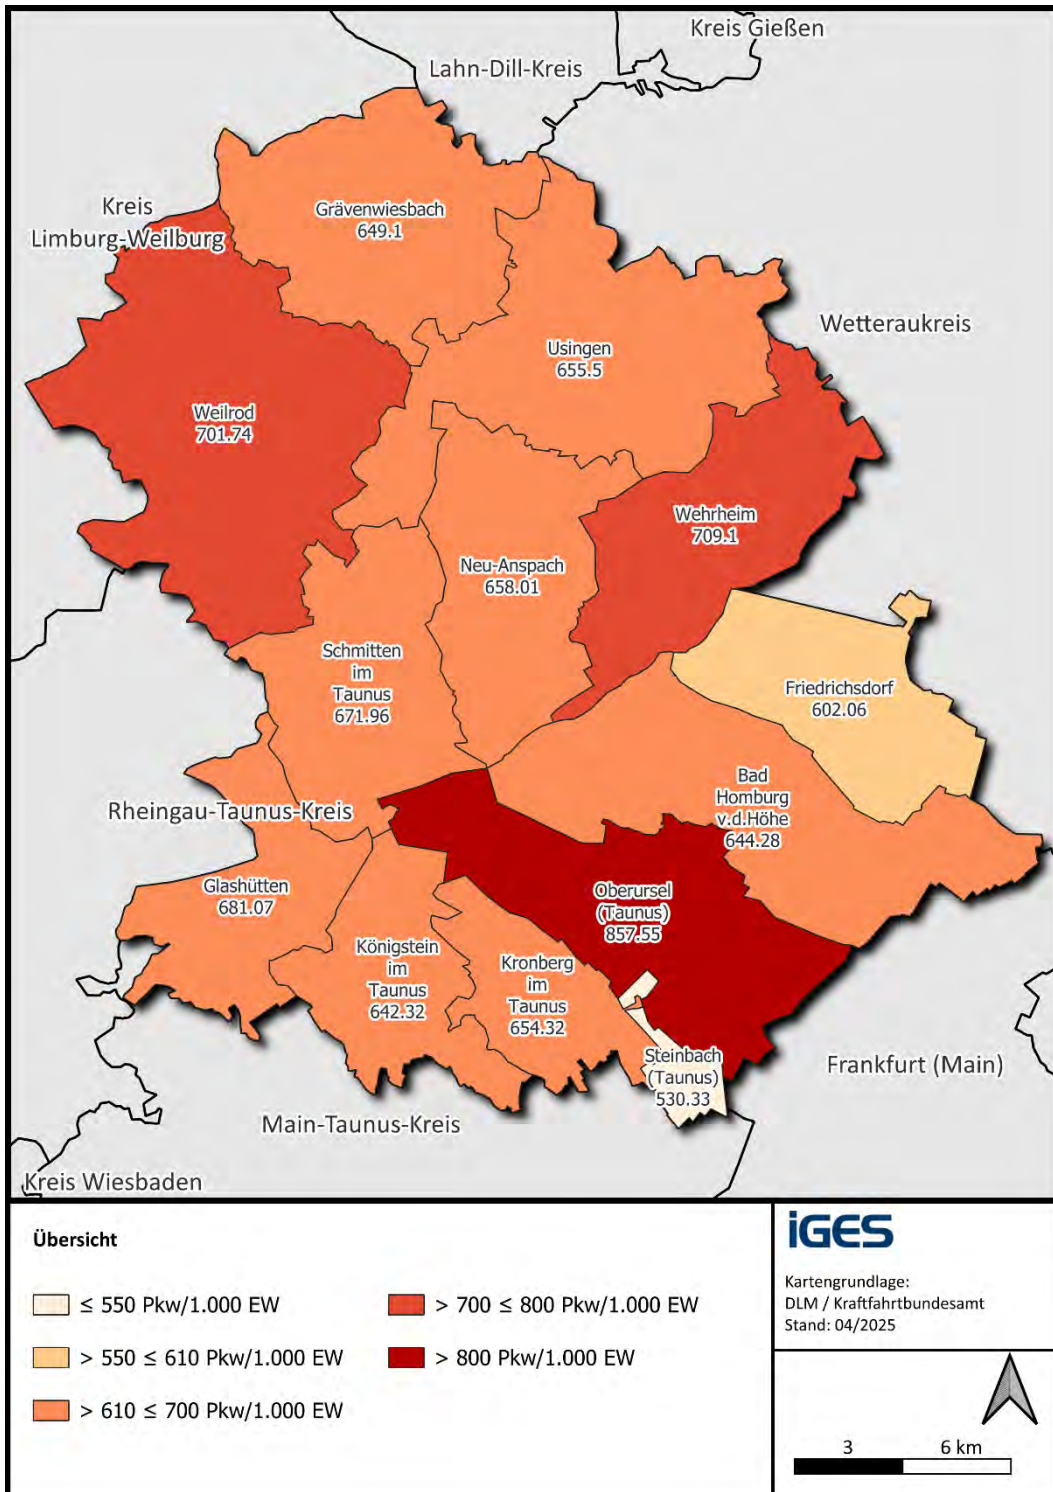 Kreis Gießen
Lahn-Dill-Kreis
Kreis
Limburg-Weilburg
Grävenwiesbach
649.1
Wetteraukreis
Usingen
655.5
Weilrod
701.74
Wehrheim
709.1
Neu-Anspach
658.01
Schmitten
im
Taunus
671.96
Friedrichsdorf
602.06
Bad
Homburg
v.d.Höhe
644.28
Rheingau-Taunus-Kreis
Glashütten
681.07
Oberursel
(Taunus)
857.55
Königstein
im
Taunus
642.32
Kronberg
im
Taunus
654.32
Steinbach
(Taunus)
530.33
Frankfurt (Main)
Main-Taunus-Kreis
Kreis Wiesbaden
Übersicht
≤ 550 Pkw/1.000 EW
> 550 ≤ 610 Pkw/1.000 EW
> 610 ≤ 700 Pkw/1.000 EW
> 700 ≤ 800 Pkw/1.000 EW
> 800 Pkw/1.000 EW
iGES
Kartengrundlage:
DLM / Kraftfahrtbundesamt
Stand: 04/2025
3 6 km